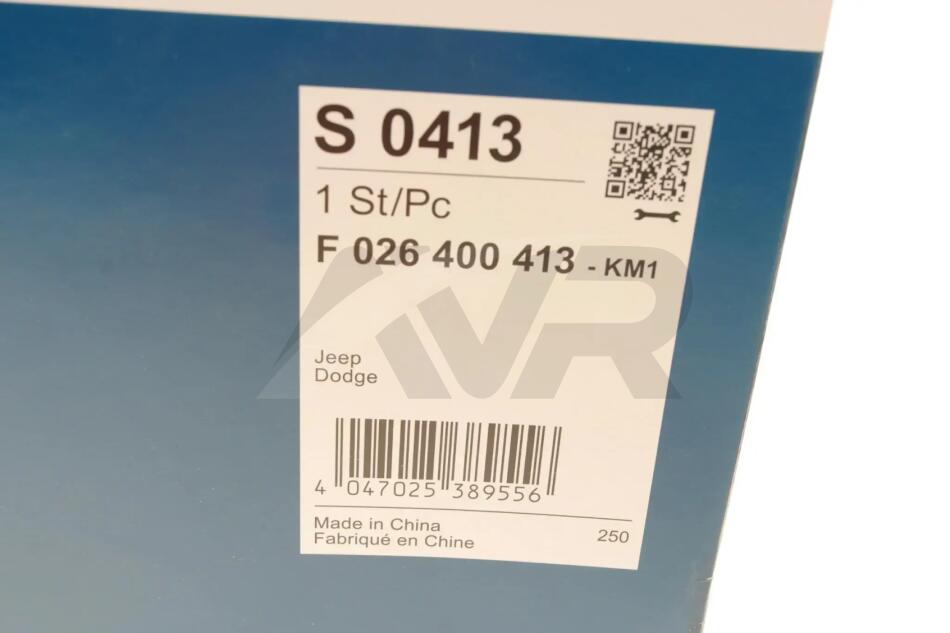 S 0413
1 St/Pc
F 026 400 413 - KM1
AVR
Jeep
Dodge
4 047025 389556
Made in China
Fabriqué en Chine
250